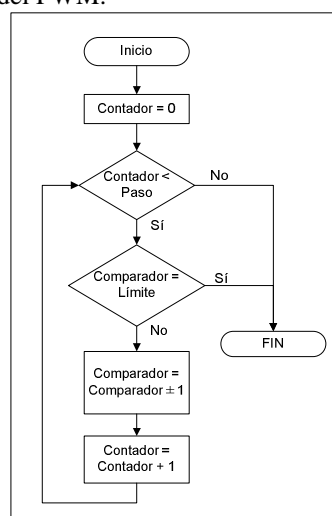 del PWM.
Inicio
Contador = 0
Contador <
Paso
No
Sí
Comparador =
Límite
Sí
No
FIN
Comparador =
Comparador ± 1
Contador =
Contador + 1